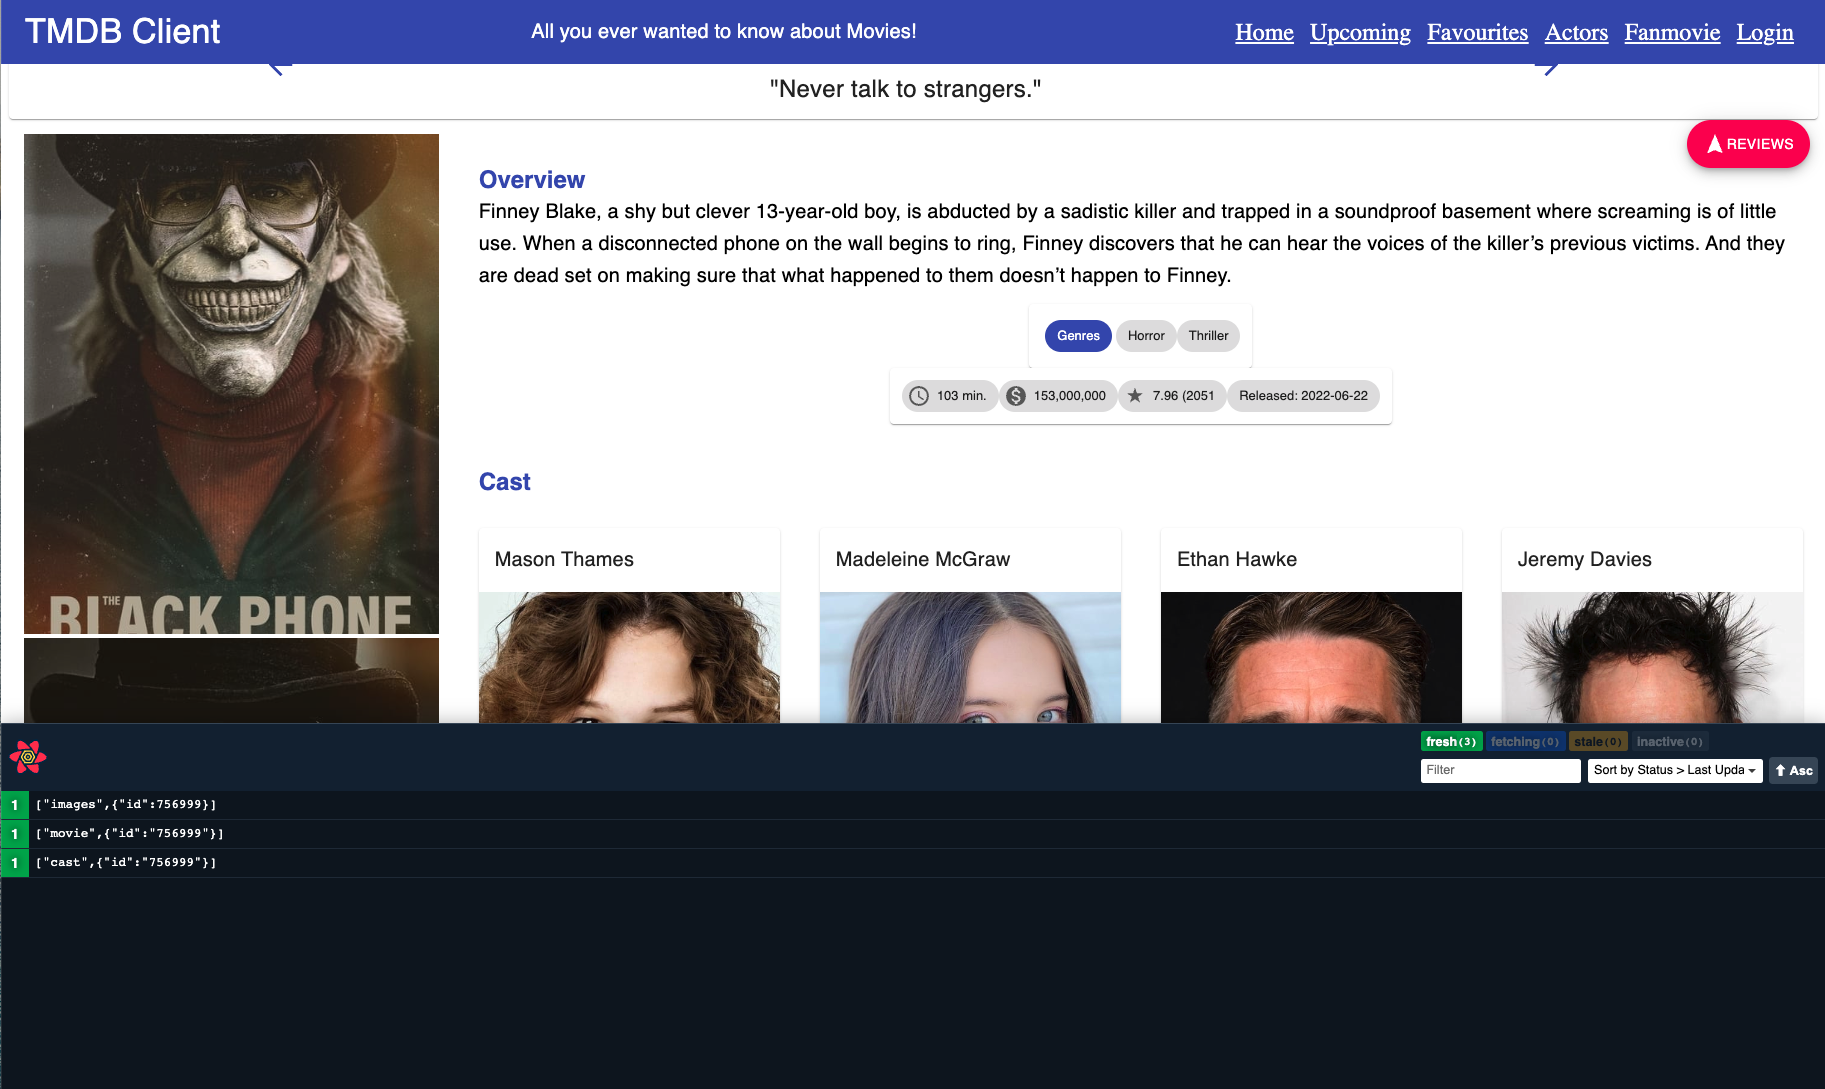 TMDB Client
All you ever wanted to know about Movies!
Home Upcoming Favourites Actors Fanmovie Login
"Never talk to strangers."
REVIEWS
Overview
Finney Blake, a shy but clever 13-year-old boy, is abducted by a sadistic killer and trapped in a soundproof basement where screaming is of little
use. When a disconnected phone on the wall begins to ring, Finney discovers that he can hear the voices of the killer’s previous victims. And they
are dead set on making sure that what happened to them doesn’t happen to Finney.
Genres Horror Thriller
103 min. 153,000,000 7.96 (2051 Released: 2022-06-22
THE BLACK PHONE
Cast
Mason Thames
Madeleine McGraw
Ethan Hawke
Jeremy Davies
fresh(3) fetching(0) stale(0) inactive(0)
Filter Sort by Status > Last Upda Asc
1 ["images",{"id":756999}]
1 ["movie",{"id":"756999"}]
1 ["cast",{"id":"756999"}]